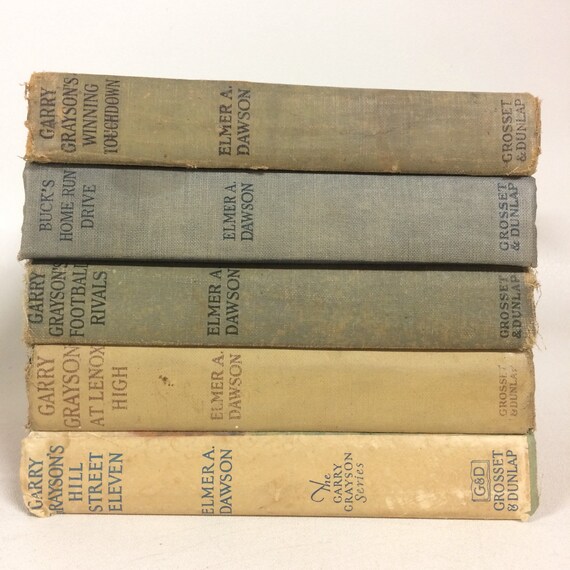 GARRY
GRAYSON'S
WINNING
TOUCHDOWN
ELMER A.
DAWSON
GROSSET
& DUNLAP
BUCK'S
HOME RUN
DRIVE
ELMER A.
DAWSON
GROSSET
& DUNLAP
GARRY
GRAYSON'S
FOOTBALL
RIVALS
ELMER A.
DAWSON
GROSSET
& DUNLAP
GARRY
GRAYSON
AT LENOX
HIGH
ELMER A.
DAWSON
GROSSET
& DUNLAP
GARRY
GRAYSON'S
HILL
STREET
ELEVEN
ELMER A.
DAWSON
The
GARRY
GRAYSON
Series
G&D
GROSSET
& DUNLAP